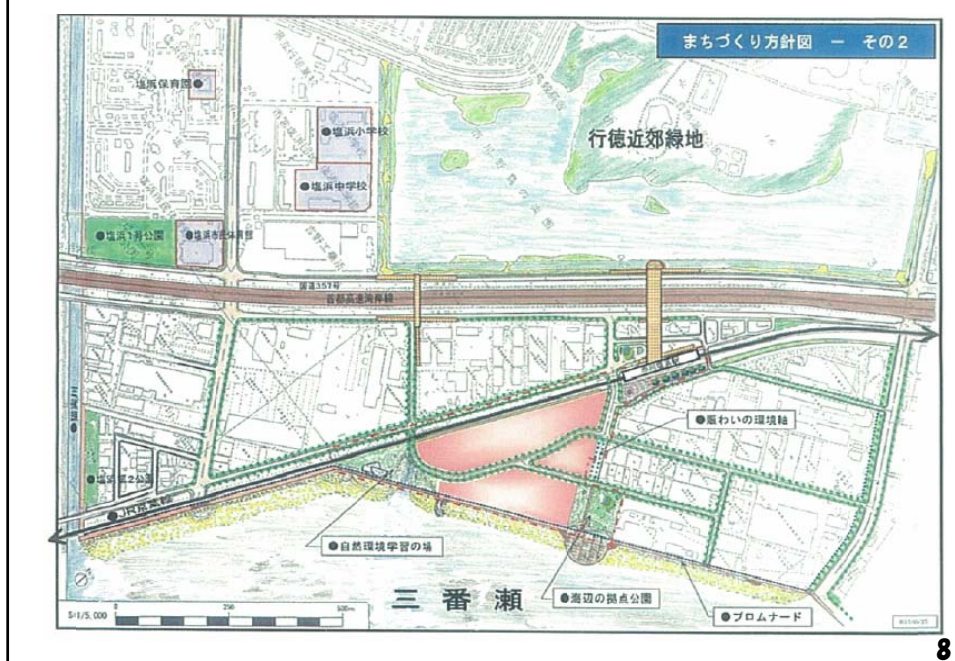 まちづくり方針図 － その2
塩浜保育園●
●塩浜小学校
行徳近郊緑地
●塩浜中学校
●塩浜1号公園
●塩浜市民体育館
国道357号
首都高速湾岸線
●賑わいの環境軸
●JR京葉線
●自然環境学習の場
三番瀬
●海辺の拠点公園
●プロムナード
S=1/5,000
0
250
500m
8